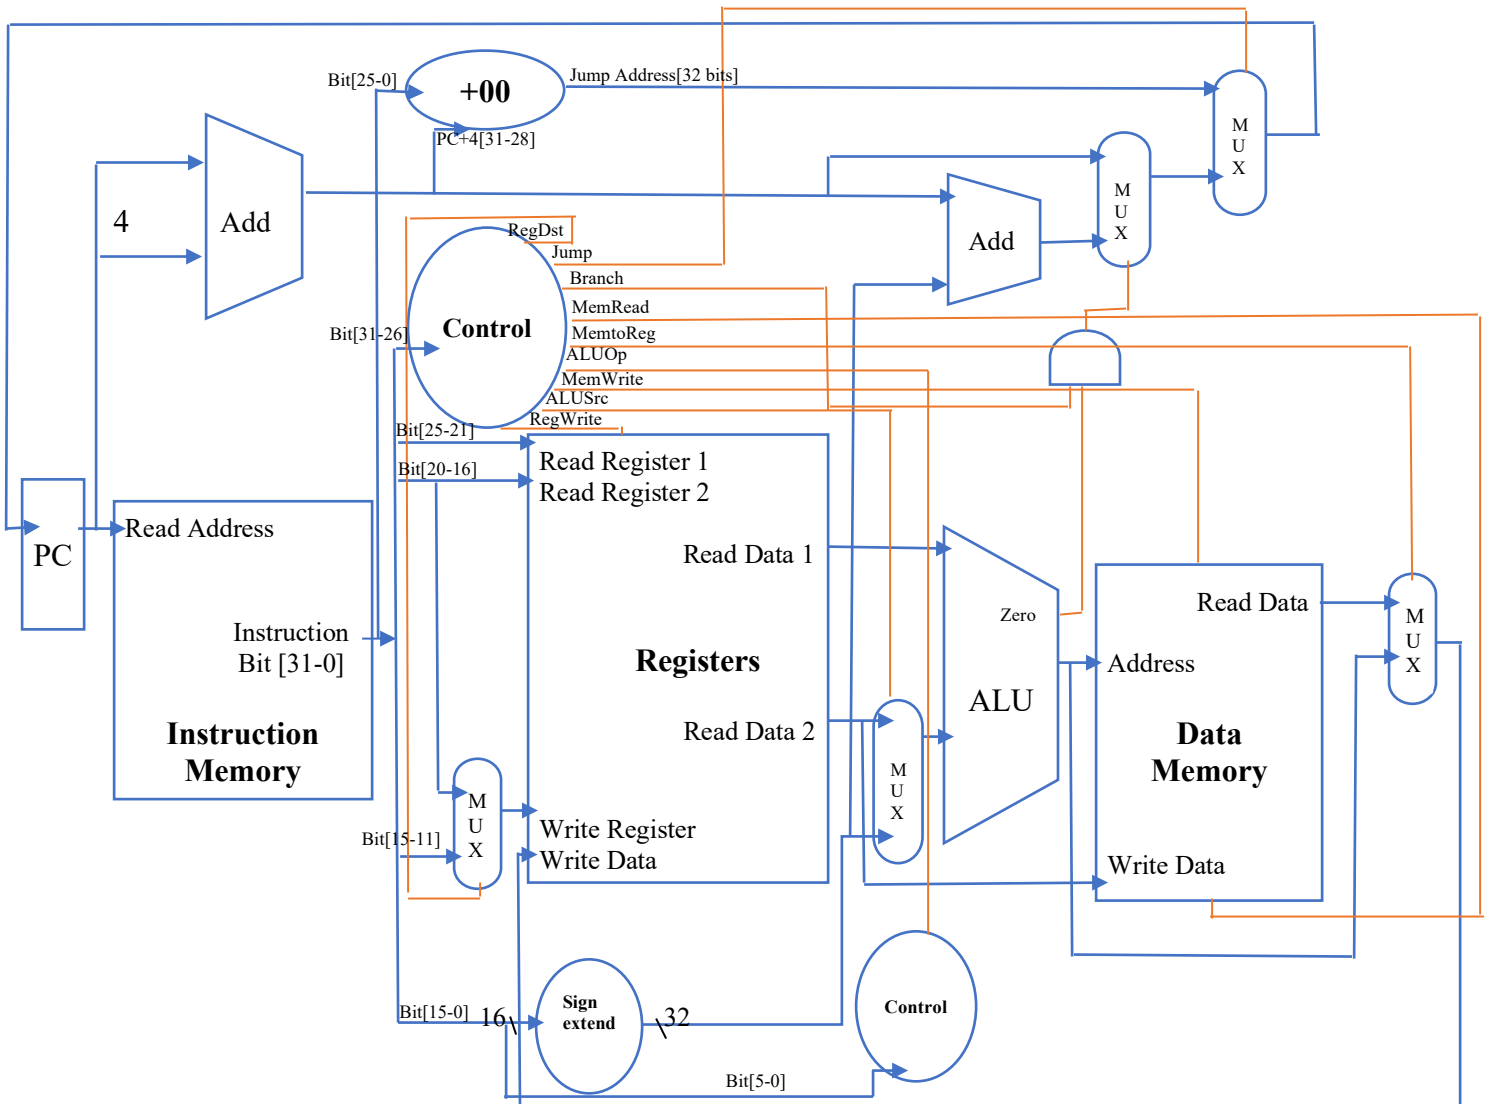 Bit[25-0]
+00
Jump Address[32 bits]
PC+4[31-28]
M
U
X
M
U
X
4
Add
Add
RegDst
Jump
Branch
MemRead
MemtoReg
ALUOp
MemWrite
ALUSrc
RegWrite
Bit[31-26]
Control
Bit[25-21]
Bit[20-16]
Read Register 1
Read Register 2
PC
Read Address
Read Data 1
Zero
Read Data
M
U
X
Instruction
Bit [31-0]
Registers
Address
ALU
Read Data 2
Instruction
Memory
Data
Memory
M
U
X
M
U
X
Bit[15-11]
Write Register
Write Data
Write Data
Bit[15-0]
16
Sign
extend
32
Control
Bit[5-0]